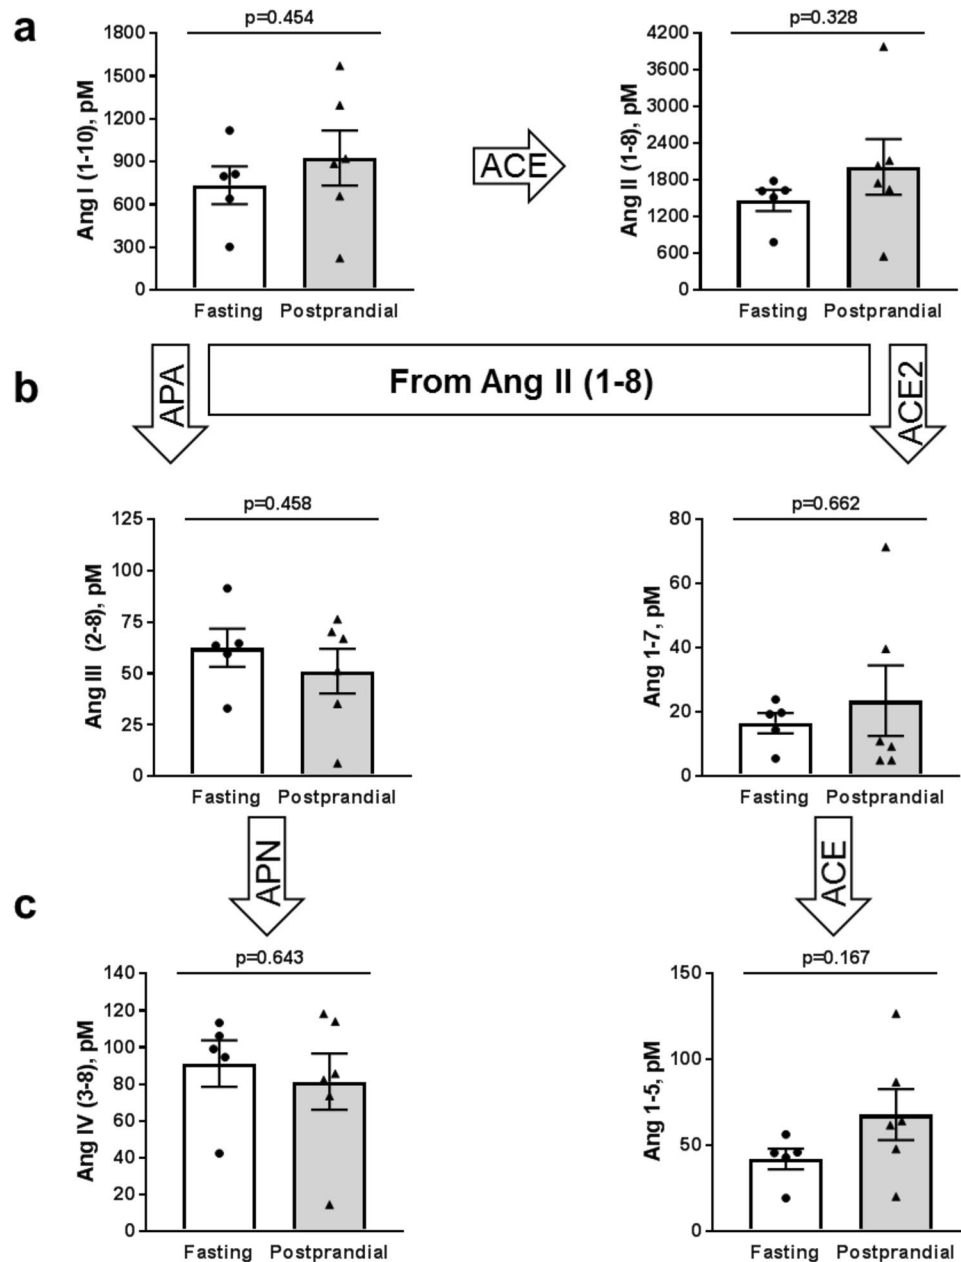 a
p=0.454
Ang I (1-10), pM
1800
1500
1200
900
600
300
0
Fasting Postprandial
ACE
p=0.328
Ang II (1-8), pM
4200
3600
3000
2400
1800
1200
600
0
Fasting Postprandial
b
APA
From Ang II (1-8)
ACE2
p=0.458
Ang III (2-8), pM
125
100
75
50
25
0
Fasting Postprandial
p=0.662
Ang 1-7, pM
80
60
40
20
0
Fasting Postprandial
c
APN
ACE
p=0.643
Ang IV (3-8), pM
140
120
100
80
60
40
20
0
Fasting Postprandial
p=0.167
Ang 1-5, pM
150
100
50
0
Fasting Postprandial